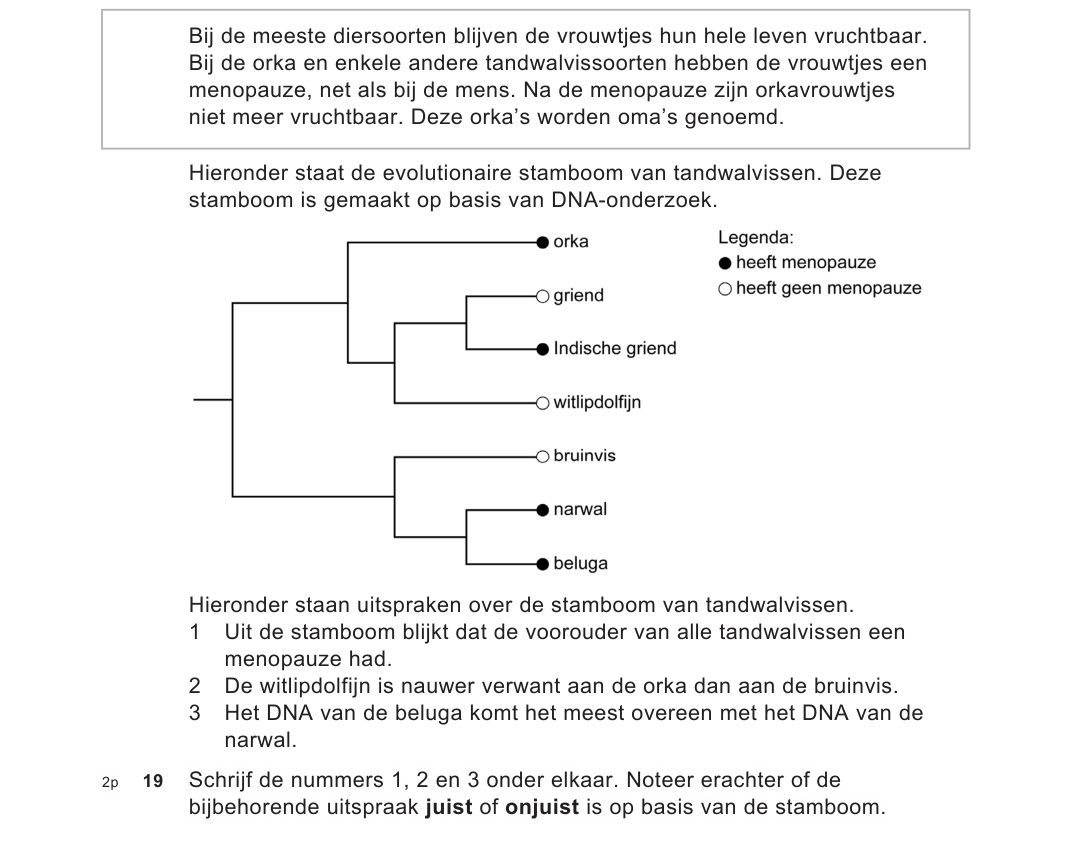 Bij de meeste diersoorten blijven de vrouwtjes hun hele leven vruchtbaar.
Bij de orka en enkele andere tandwalvissoorten hebben de vrouwtjes een
menopauze, net als bij de mens. Na de menopauze zijn orkavrouwtjes
niet meer vruchtbaar. Deze orka’s worden oma’s genoemd.
Hieronder staat de evolutionaire stamboom van tandwalvissen. Deze
stamboom is gemaakt op basis van DNA-onderzoek.
orka
griend
Indische griend
witlipdolfijn
bruinvis
narwal
beluga
Legenda:
heeft menopauze
heeft geen menopauze
Hieronder staan uitspraken over de stamboom van tandwalvissen.
1 Uit de stamboom blijkt dat de voorouder van alle tandwalvissen een
menopauze had.
2 De witlipdolfijn is nauwer verwant aan de orka dan aan de bruinvis.
3 Het DNA van de beluga komt het meest overeen met het DNA van de
narwal.
2p 19 Schrijf de nummers 1, 2 en 3 onder elkaar. Noteer erachter of de
bijbehorende uitspraak juist of onjuist is op basis van de stamboom.